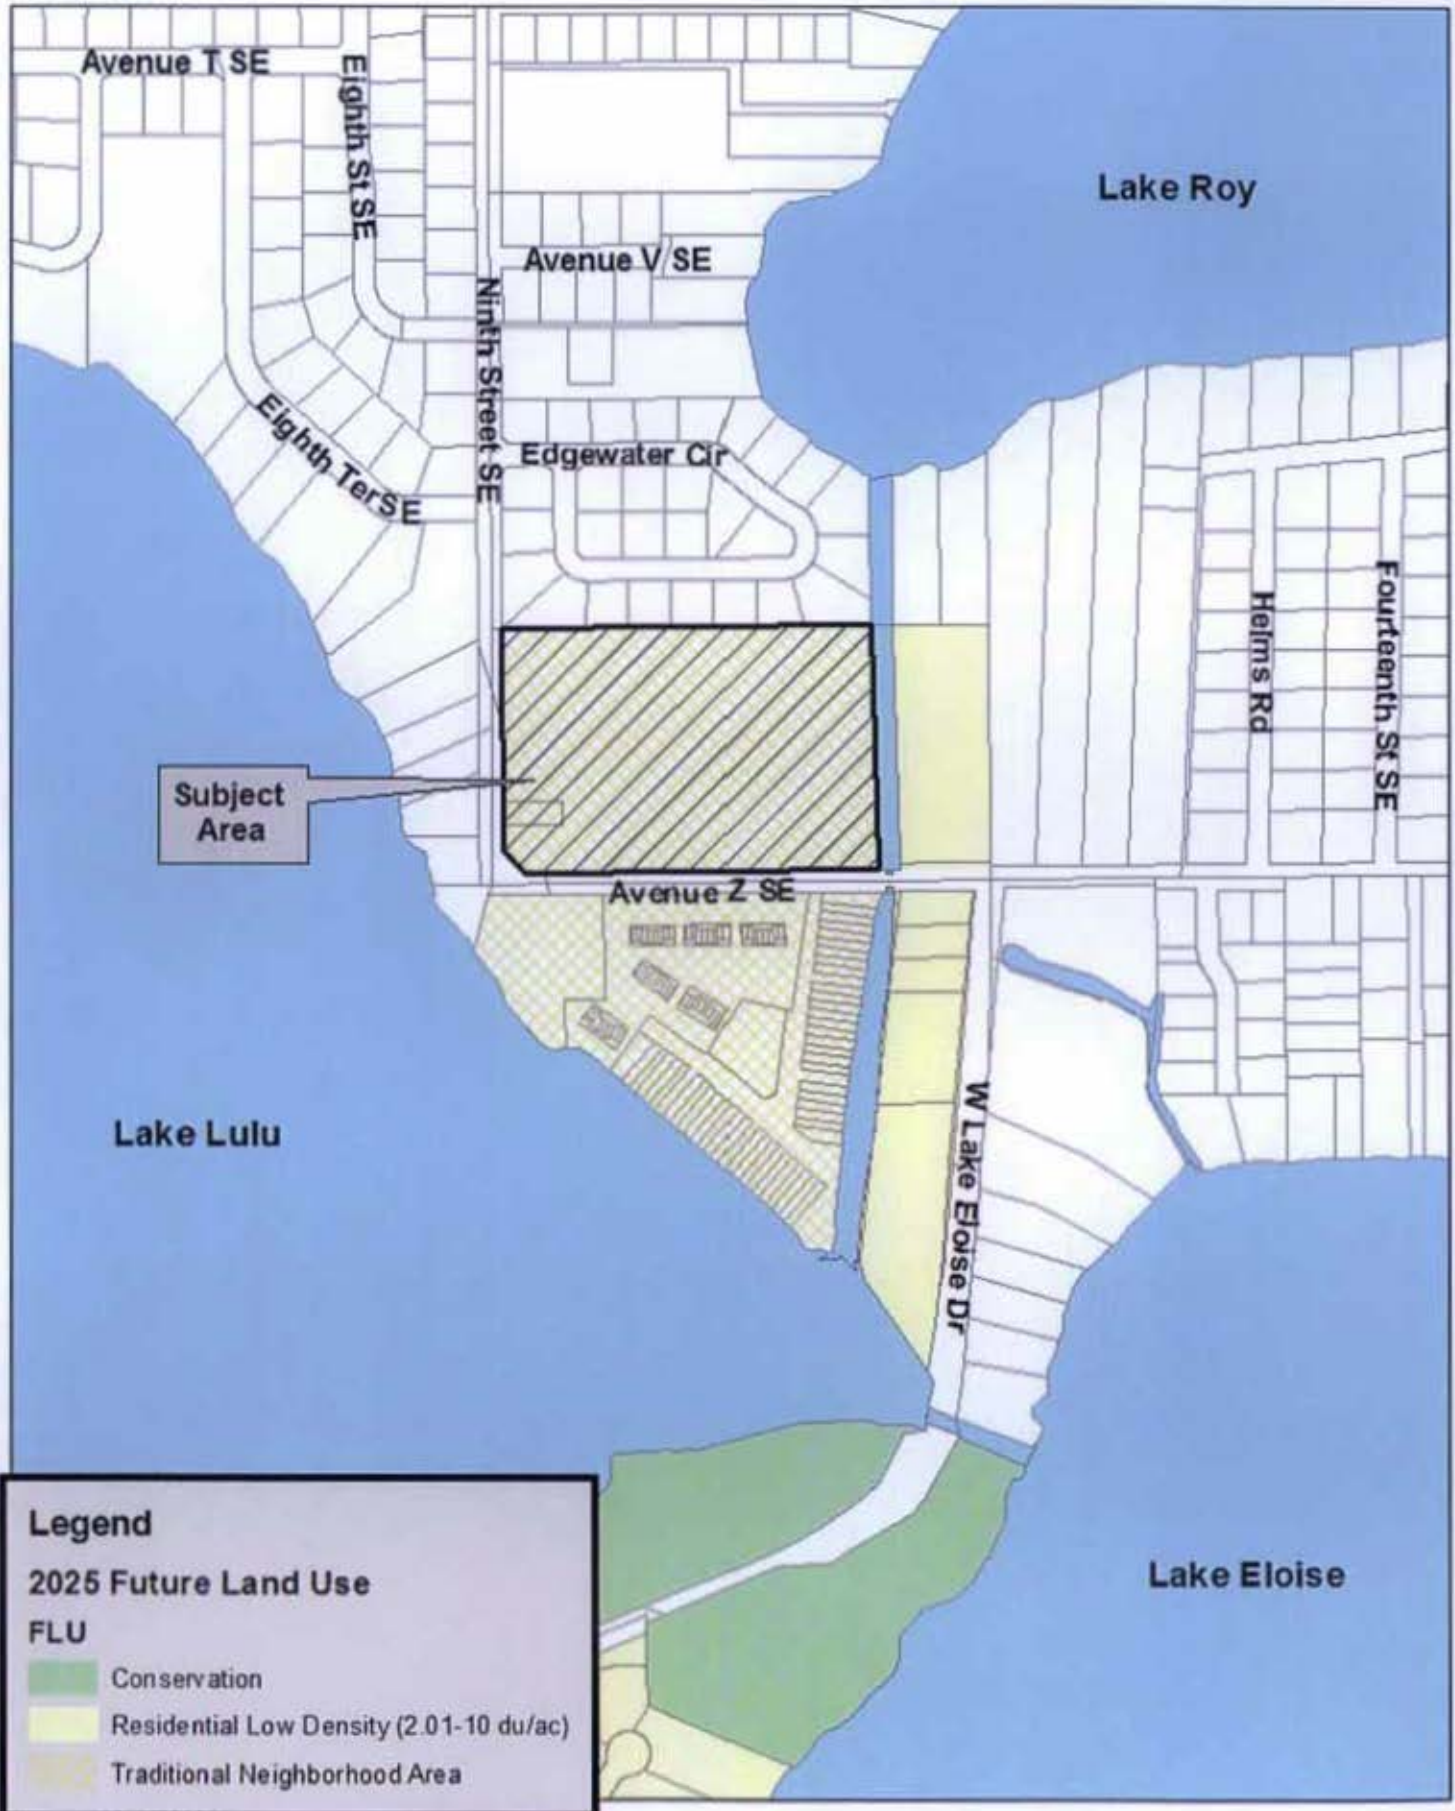 Avenue T SE
Eighth St SE
Lake Roy
Avenue V SE
Ninth Street SE
Eighth Ter SE
Edgewater Cir
Helms Rd
Fourteenth St SE
Subject
Area
Avenue Z SE
Lake Lulu
W Lake Eloise Dr
Lake Eloise
Legend
2025 Future Land Use
FLU
Conservation
Residential Low Density (2.01-10 du/ac)
Traditional Neighborhood Area